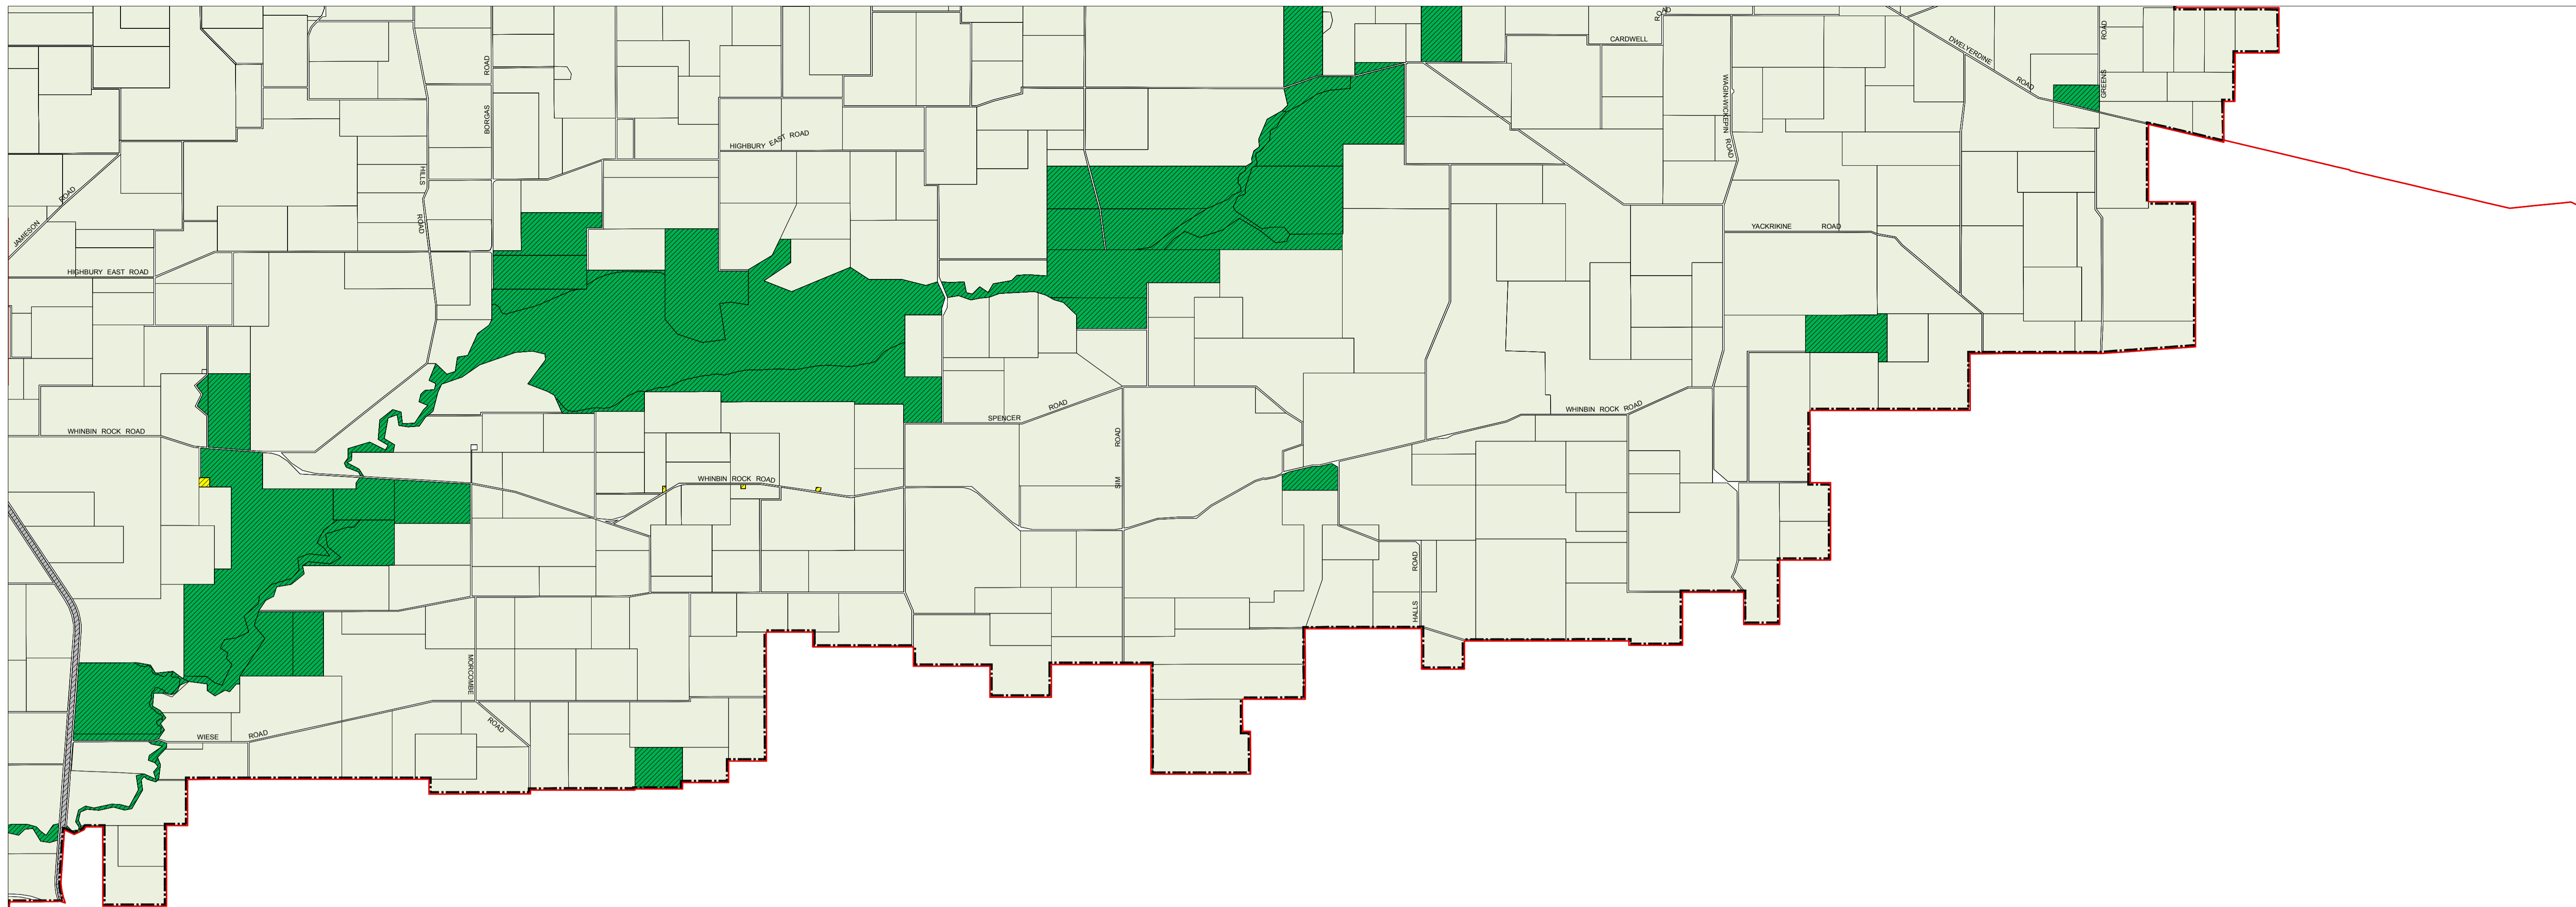 ROAD
CARDWELL
DWELYERDINE
ROAD
ROAD
GREENS
ROAD
BORGAS
WAGIN-WICKEPIN ROAD
HIGHBURY EAST ROAD
HILLS
ROAD
JAMIESON ROAD
YACKRIKINE ROAD
HIGHBURY EAST ROAD
SPENCER ROAD
WHINBIN ROCK ROAD
WHINBIN ROCK ROAD
SIM ROAD
WHINBIN ROCK ROAD
HALLS ROAD
MORCOMBE
ROAD
WIESE ROAD